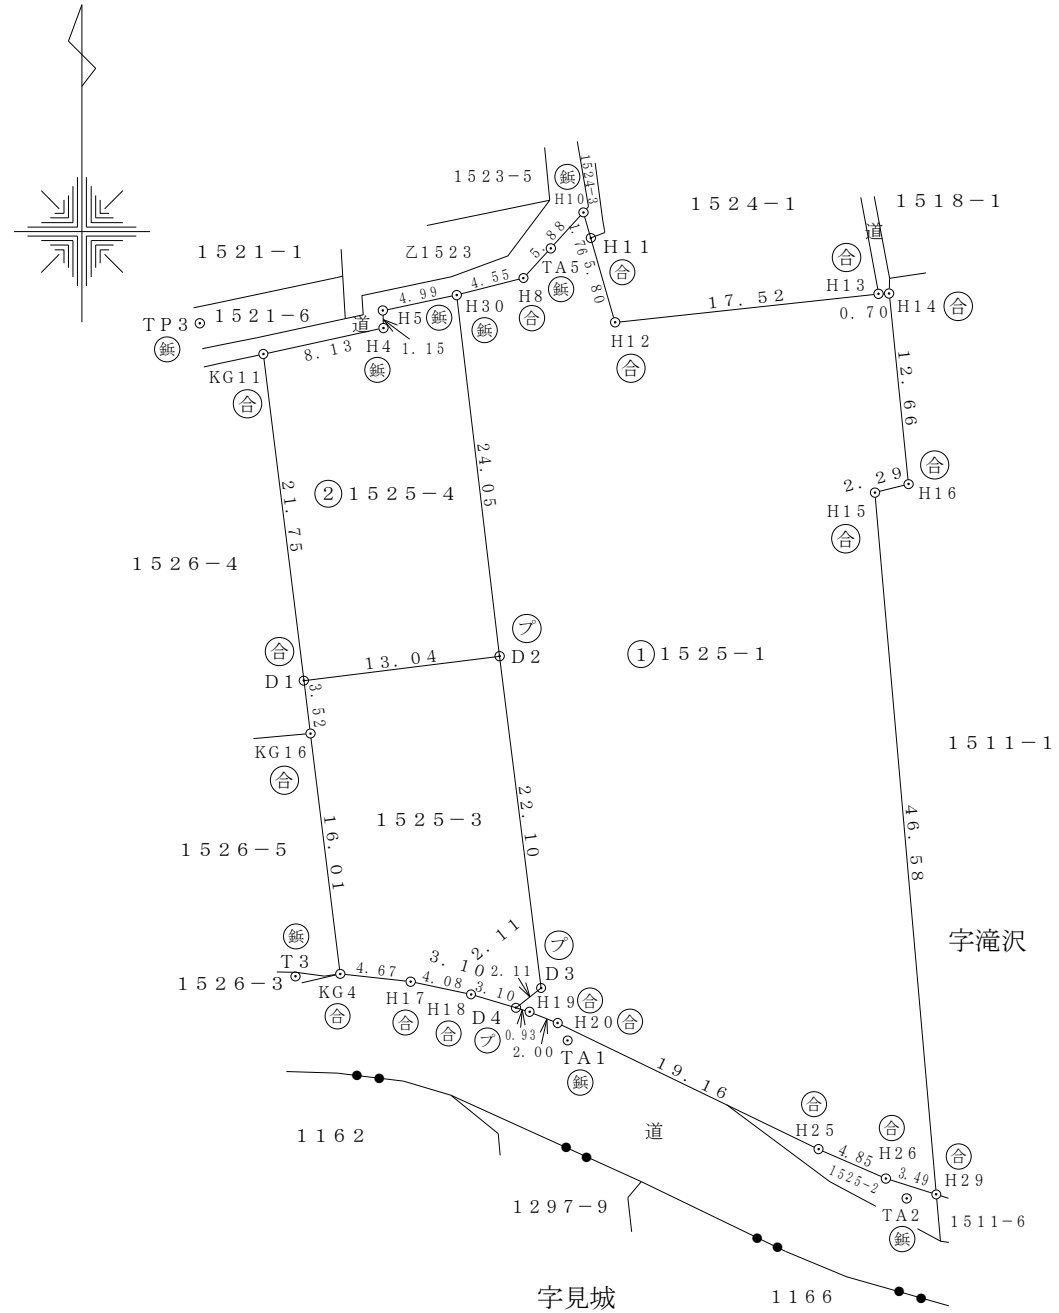 1523-5
鋲
H10
1524-3
1524-1
1518-1
道
1521-1
乙1523
5.88
1.76
H11
合
合
H13
H14
合
TA5
鋲
4.55
H8
合
5.80
17.52
0.70
TP3
鋲
1521-6
道
4.99
H5
鋲
H30
鋲
H4
鋲
1.15
8.13
H12
合
KG11
合
12.66
24.05
2.29
合
H16
H15
合
② 1525-4
21.75
1526-4
合
D1
13.04
プ
D2
① 1525-1
3.52
KG16
合
1511-1
22.10
1525-3
16.01
1526-5
46.58
字滝沢
鋲
T3
1526-3
KG4
合
4.67
H17
合
3.10
2.11
4.08
H18
合
3.10
2.11
プ
D3
D4
プ
H19
合
0.93
2.00
H20
合
TA1
鋲
19.16
合
H25
4.85
合
H26
3.49
合
H29
1525-2
TA2
鋲
1511-6
道
1162
1297-9
字見城
1166